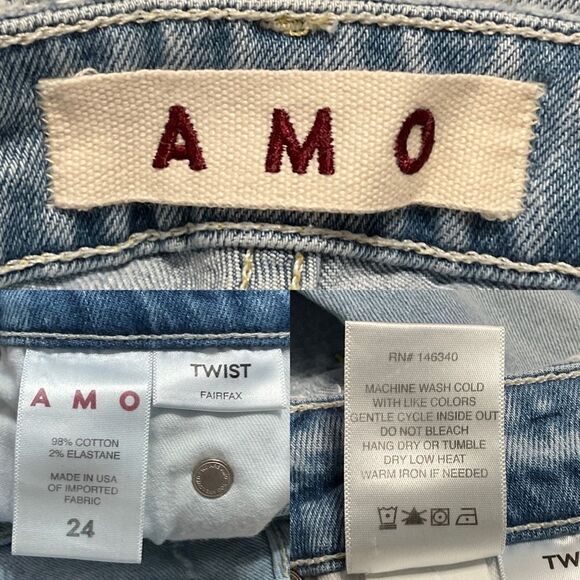 AMO
AMO
98% COTTON
2% ELASTANE
MADE IN USA
OF IMPORTED
FABRIC
24
TWIST
FAIRFAX
RN# 146340
MACHINE WASH COLD
WITH LIKE COLORS
GENTLE CYCLE INSIDE OUT
DO NOT BLEACH
HANG DRY OR TUMBLE
DRY LOW HEAT
WARM IRON IF NEEDED
TW